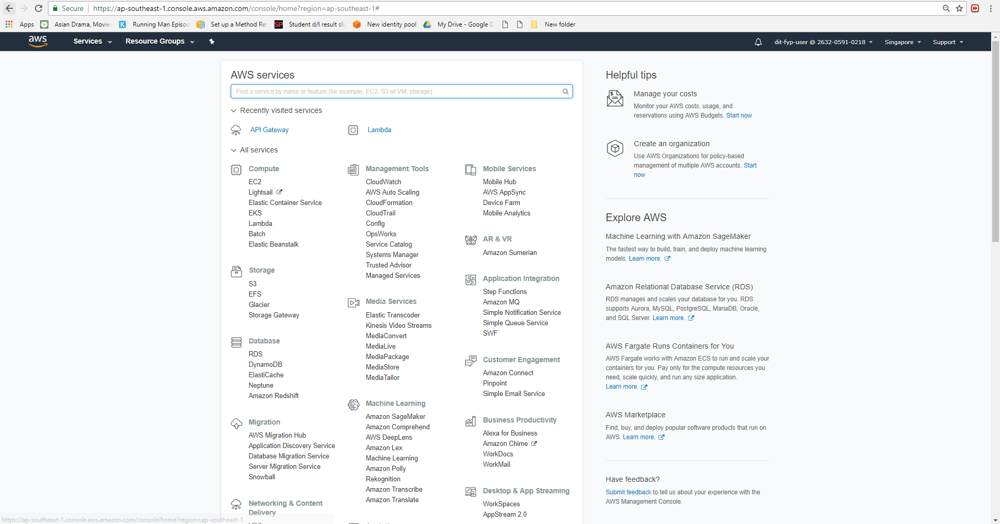 Secure https://ap-southeast-1.console.aws.amazon.com/console/home?region=ap-southeast-1#
Apps Asian Drama, Movie Running Man Episod Set up a Method Re Student d/l result sli New identity pool My Drive - Google D New folder
aws Services Resource Groups dit-fyp-user @ 2632-0591-0218 Singapore Support
AWS services
Find a service by name or feature (for example, EC2, S3 or VM, storage).
Recently visited services
API Gateway Lambda
All services
Compute
EC2
Lightsail
Elastic Container Service
EKS
Lambda
Batch
Elastic Beanstalk
Storage
S3
EFS
Glacier
Storage Gateway
Database
RDS
DynamoDB
ElastiCache
Neptune
Amazon Redshift
Migration
AWS Migration Hub
Application Discovery Service
Database Migration Service
Server Migration Service
Snowball
Networking & Content
Delivery
Management Tools
CloudWatch
AWS Auto Scaling
CloudFormation
CloudTrail
Config
OpsWorks
Service Catalog
Systems Manager
Trusted Advisor
Managed Services
Media Services
Elastic Transcoder
Kinesis Video Streams
MediaConvert
MediaLive
MediaPackage
MediaStore
MediaTailor
Machine Learning
Amazon SageMaker
Amazon Comprehend
AWS DeepLens
Amazon Lex
Machine Learning
Amazon Polly
Rekognition
Amazon Transcribe
Amazon Translate
Mobile Services
Mobile Hub
AWS AppSync
Device Farm
Mobile Analytics
AR & VR
Amazon Sumerian
Application Integration
Step Functions
Amazon MQ
Simple Notification Service
Simple Queue Service
SWF
Customer Engagement
Amazon Connect
Pinpoint
Simple Email Service
Business Productivity
Alexa for Business
Amazon Chime
WorkDocs
WorkMail
Desktop & App Streaming
WorkSpaces
AppStream 2.0
Helpful tips
Manage your costs
Monitor your AWS costs, usage, and
reservations using AWS Budgets. Start now
Create an organization
Use AWS Organizations for policy-based
management of multiple AWS accounts. Start
now
Explore AWS
Machine Learning with Amazon SageMaker
The fastest way to build, train, and deploy machine learning
models. Learn more.
Amazon Relational Database Service (RDS)
RDS manages and scales your database for you. RDS
supports Aurora, MySQL, PostgreSQL, MariaDB, Oracle,
and SQL Server. Learn more.
AWS Fargate Runs Containers for You
AWS Fargate works with Amazon ECS to run and scale your
containers for you. Pay only for the compute resources you
need, scale quickly, and run any size application.
Learn more.
AWS Marketplace
Find, buy, and deploy popular software products that run on
AWS. Learn more.
Have feedback?
Submit feedback to tell us about your experience with the
AWS Management Console.
https://ap-southeast-1.console.aws.amazon.com/console/home?region=ap-southeast-1